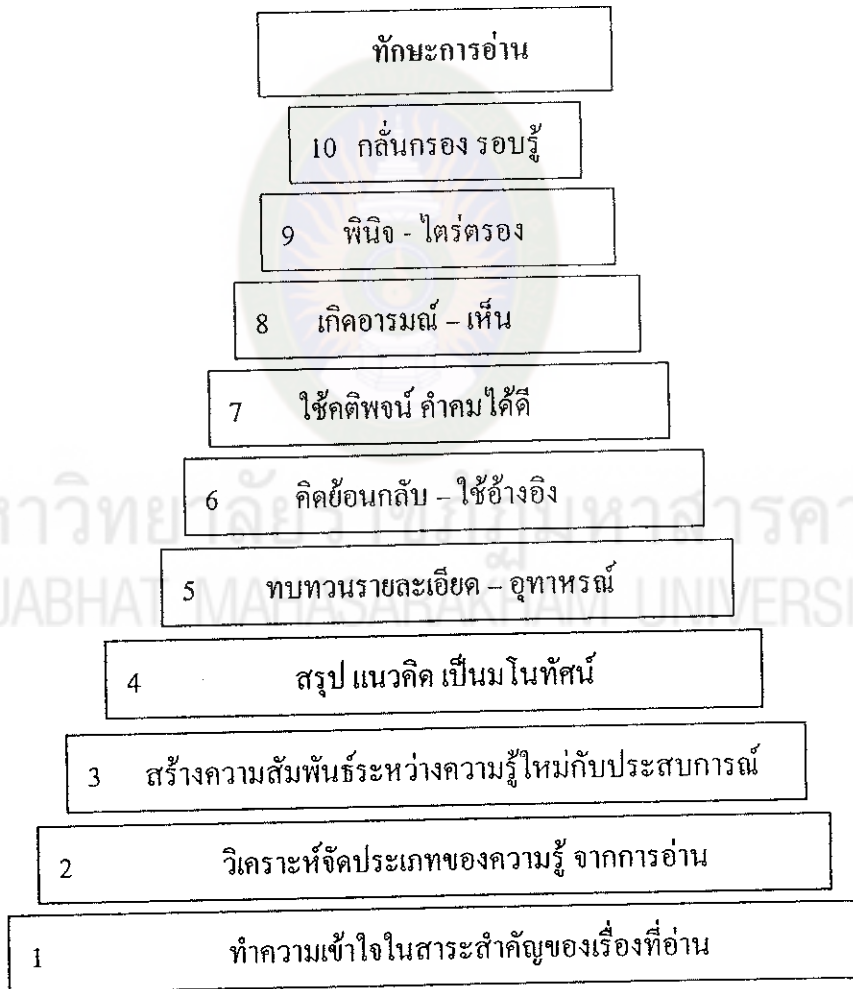 ทักษะการอ่าน
10 กลั่นกรอง รอบรู้
9 พินิจ - ไตร่ตรอง
8 เกิดอารมณ์ – เห็น
7 ใช้คติพจน์ คำคมได้ดี
6 คิดย้อนกลับ – ใช้อ้างอิง
5 ทบทวนรายละเอียด – อุทาหรณ์
4 สรุป แนวคิด เป็นมโนทัศน์
3 สร้างความสัมพันธ์ระหว่างความรู้ใหม่กับประสบการณ์
2 วิเคราะห์จัดประเภทของความรู้ จากการอ่าน
1 ทำความเข้าใจในสาระสำคัญของเรื่องที่อ่าน